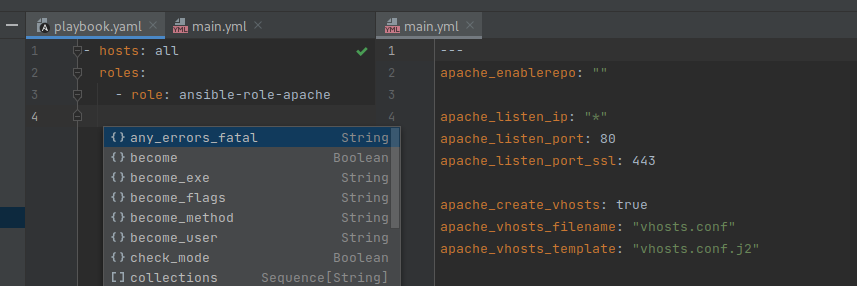 playbook.yaml
main.yml
main.yml
1 - hosts: all
2 roles:
3 - role: ansible-role-apache
4
{} any_errors_fatal String
{} become Boolean
{} become_exe String
{} become_flags String
{} become_method String
{} become_user String
{} check_mode Boolean
[] collections Sequence[String]
1 ---
2 apache_enablerepo: ""
3
4 apache_listen_ip: "*"
apache_listen_port: 80
apache_listen_port_ssl: 443
apache_create_vhosts: true
apache_vhosts_filename: "vhosts.conf"
apache_vhosts_template: "vhosts.conf.j2"